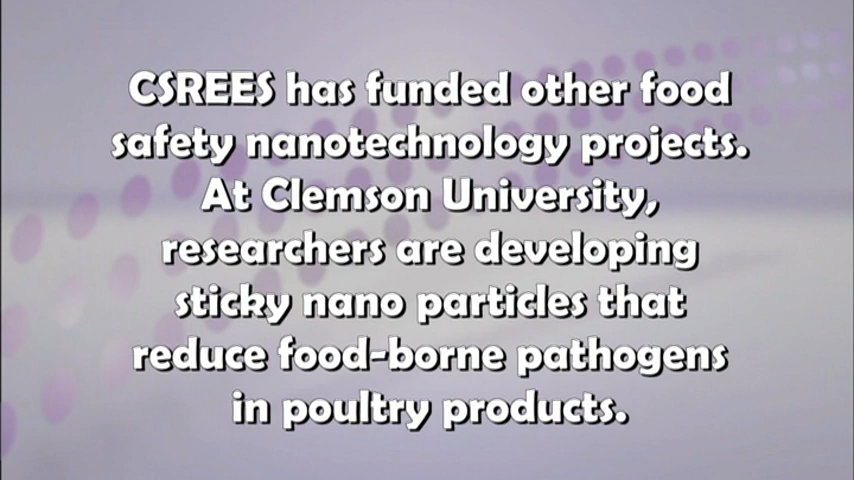 CSREES has funded other food
safety nanotechnology projects.
At Clemson University,
researchers are developing
sticky nano particles that
reduce food-borne pathogens
in poultry products.